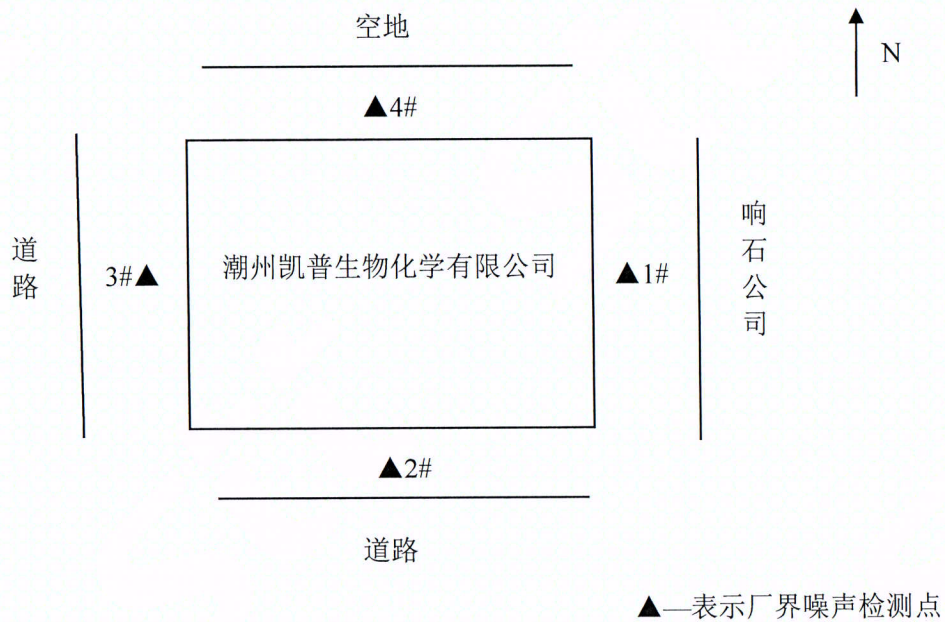 空地
N
▲4#
道路
3#▲
潮州凯普生物化学有限公司
▲1#
响石公司
▲2#
道路
▲—表示厂界噪声检测点